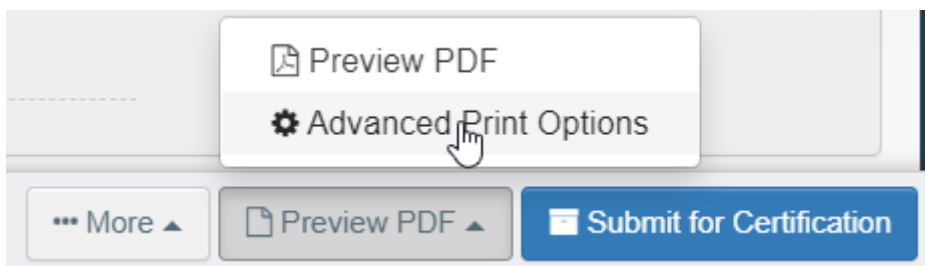 Preview PDF
Advanced Print Options
More
Preview PDF
Submit for Certification